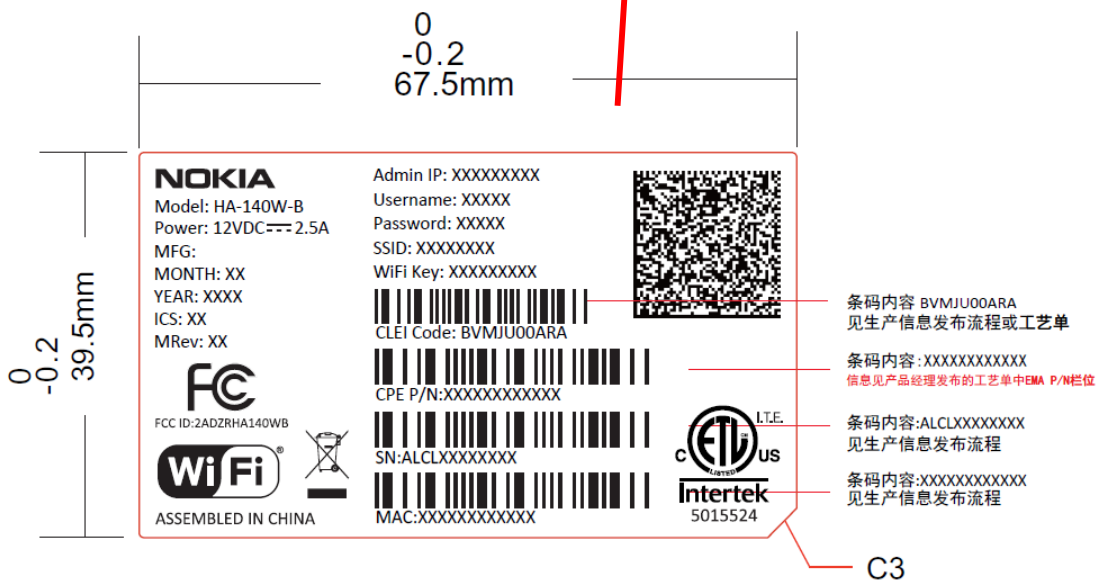 0
-0.2
67.5mm
0
-0.2
39.5mm
NOKIA
Model: HA-140W-B
Power: 12VDC⎓2.5A
MFG:
MONTH: XX
YEAR: XXXX
ICS: XX
MRev: XX
FC
FCC ID:2ADZRHA140WB
WiFi®
ASSEMBLED IN CHINA
Admin IP: XXXXXXXXX
Username: XXXXX
Password: XXXXX
SSID: XXXXXXXX
WiFi Key: XXXXXXXXX
CLEI Code: BVMJU00ARA
CPE P/N:XXXXXXXXXXXX
SN:ALCLXXXXXXXX
MAC:XXXXXXXXXXXX
I.T.E.
C ETL US
LISTED
Intertek
5015524
条码内容 BVMJU00ARA
见生产信息发布流程或工艺单
条码内容:XXXXXXXXXXXX
信息见产品经理发布的工艺单中EMA P/N栏位
条码内容:ALCLXXXXXXXX
见生产信息发布流程
条码内容:XXXXXXXXXXXX
见生产信息发布流程
C3